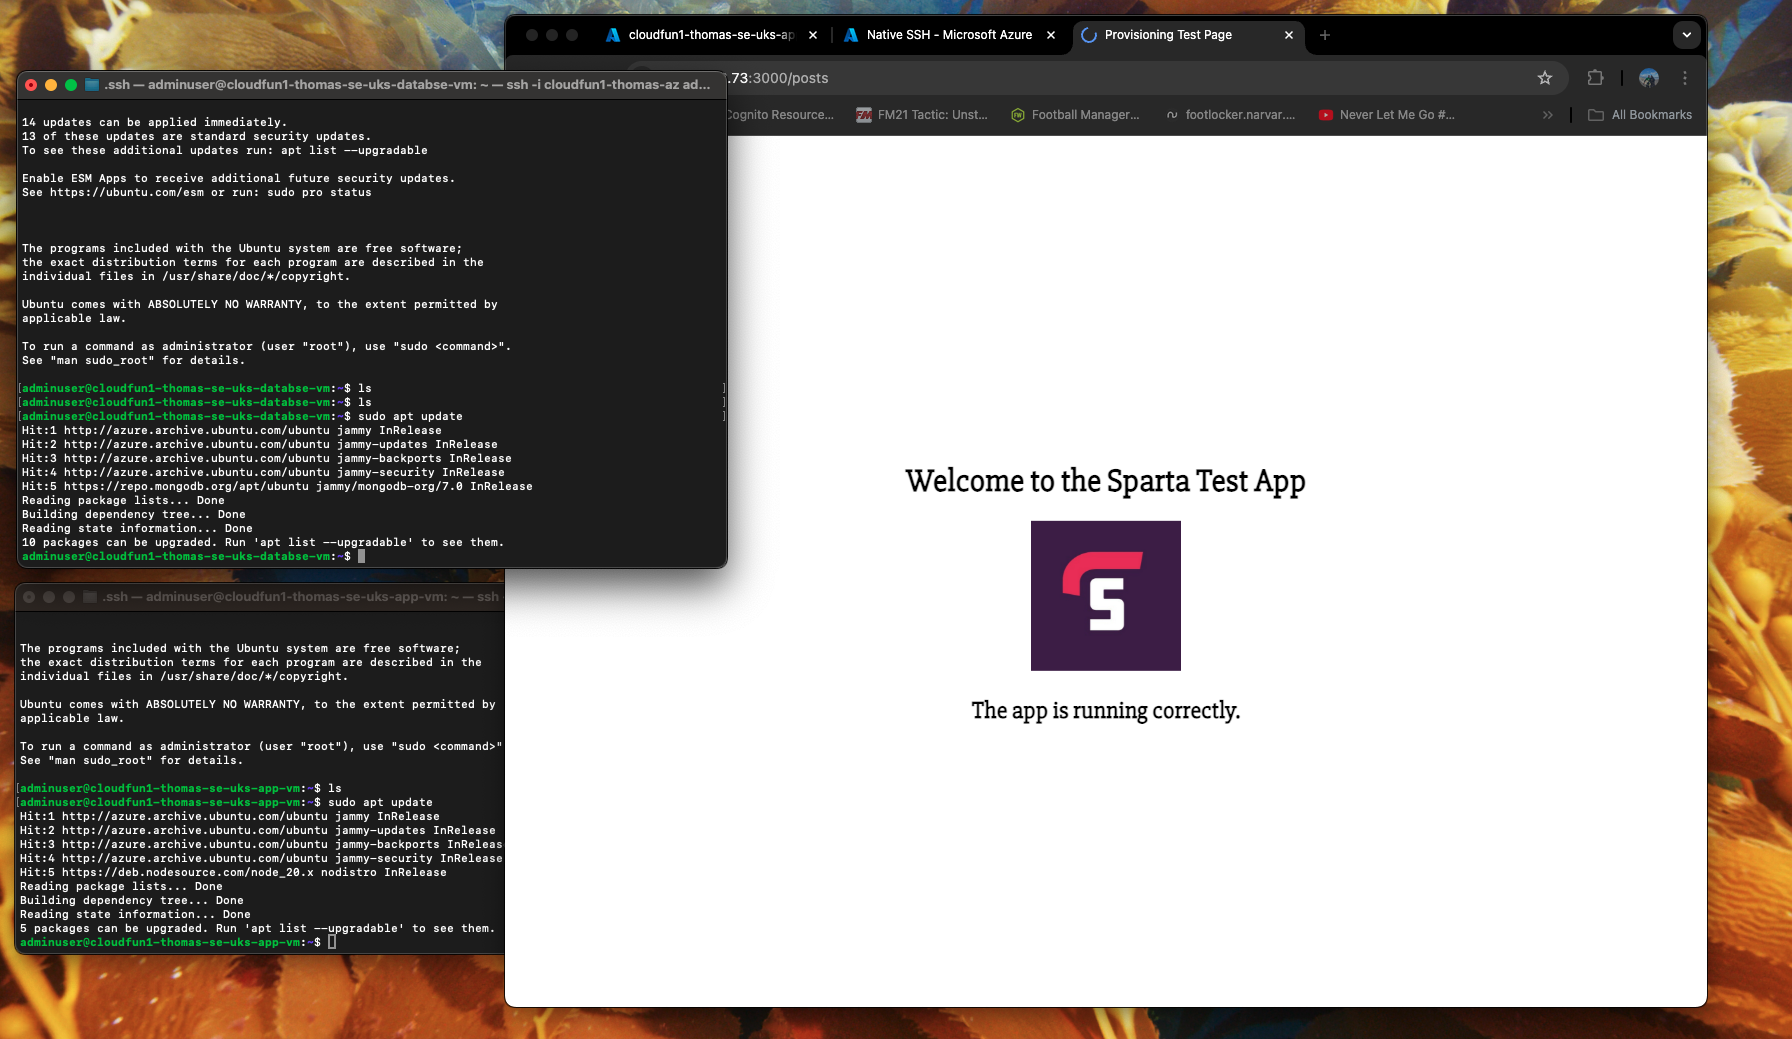 cloudfun1-thomas-se-uks-ap
Native SSH - Microsoft Azure
Provisioning Test Page
.73:3000/posts
Cognito Resource...
FM21 Tactic: Unst...
Football Manager...
footlocker.narvar....
Never Let Me Go #...
All Bookmarks
.ssh — adminuser@cloudfun1-thomas-se-uks-databse-vm: ~ — ssh -i cloudfun1-thomas-az ad...
14 updates can be applied immediately.
13 of these updates are standard security updates.
To see these additional updates run: apt list --upgradable
Enable ESM Apps to receive additional future security updates.
See https://ubuntu.com/esm or run: sudo pro status
The programs included with the Ubuntu system are free software;
the exact distribution terms for each program are described in the
individual files in /usr/share/doc/*/copyright.
Ubuntu comes with ABSOLUTELY NO WARRANTY, to the extent permitted by
applicable law.
To run a command as administrator (user "root"), use "sudo <command>".
See "man sudo_root" for details.
[adminuser@cloudfun1-thomas-se-uks-databse-vm:~$ ls ]
[adminuser@cloudfun1-thomas-se-uks-databse-vm:~$ ls ]
[adminuser@cloudfun1-thomas-se-uks-databse-vm:~$ sudo apt update ]
Hit:1 http://azure.archive.ubuntu.com/ubuntu jammy InRelease
Hit:2 http://azure.archive.ubuntu.com/ubuntu jammy-updates InRelease
Hit:3 http://azure.archive.ubuntu.com/ubuntu jammy-backports InRelease
Hit:4 http://azure.archive.ubuntu.com/ubuntu jammy-security InRelease
Hit:5 https://repo.mongodb.org/apt/ubuntu jammy/mongodb-org/7.0 InRelease
Reading package lists... Done
Building dependency tree... Done
Reading state information... Done
10 packages can be upgraded. Run 'apt list --upgradable' to see them.
adminuser@cloudfun1-thomas-se-uks-databse-vm:~$
.ssh — adminuser@cloudfun1-thomas-se-uks-app-vm: ~ — ssh
The programs included with the Ubuntu system are free software;
the exact distribution terms for each program are described in the
individual files in /usr/share/doc/*/copyright.
Ubuntu comes with ABSOLUTELY NO WARRANTY, to the extent permitted by
applicable law.
To run a command as administrator (user "root"), use "sudo <command>"
See "man sudo_root" for details.
[adminuser@cloudfun1-thomas-se-uks-app-vm:~$ ls
[adminuser@cloudfun1-thomas-se-uks-app-vm:~$ sudo apt update
Hit:1 http://azure.archive.ubuntu.com/ubuntu jammy InRelease
Hit:2 http://azure.archive.ubuntu.com/ubuntu jammy-updates InRelease
Hit:3 http://azure.archive.ubuntu.com/ubuntu jammy-backports InReleas
Hit:4 http://azure.archive.ubuntu.com/ubuntu jammy-security InRelease
Hit:5 https://deb.nodesource.com/node_20.x nodistro InRelease
Reading package lists... Done
Building dependency tree... Done
Reading state information... Done
5 packages can be upgraded. Run 'apt list --upgradable' to see them.
adminuser@cloudfun1-thomas-se-uks-app-vm:~$
Welcome to the Sparta Test App
S
The app is running correctly.